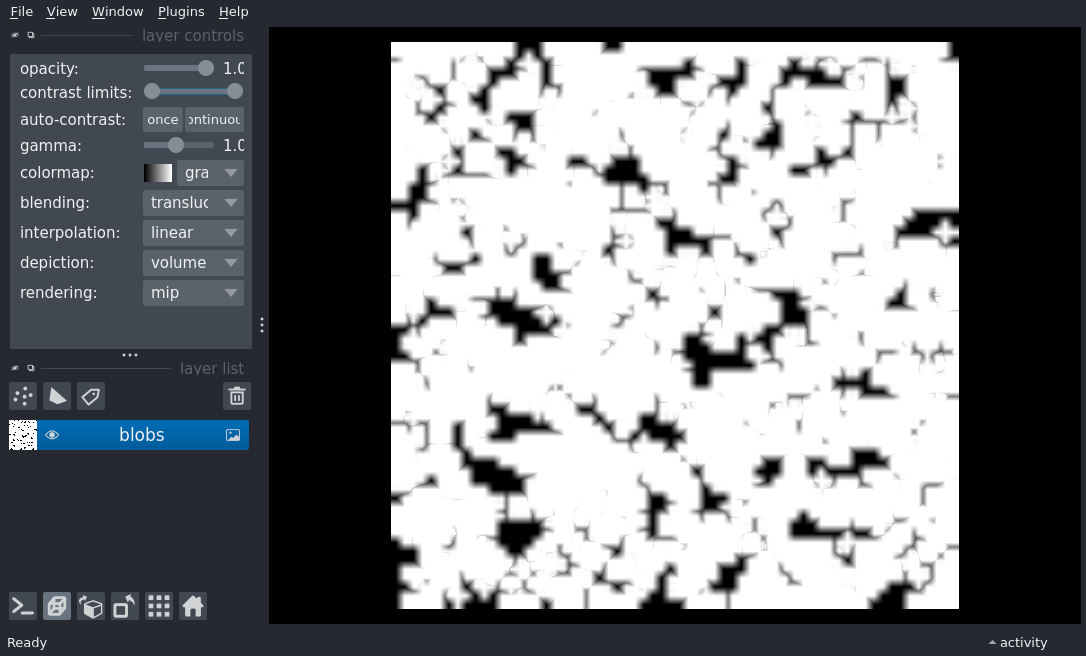 File View Window Plugins Help
layer controls
opacity: 1.0
contrast limits:
auto-contrast: once ontinuou
gamma: 1.0
colormap: gra
blending: transluc
interpolation: linear
depiction: volume
rendering: mip
layer list
blobs
Ready
activity